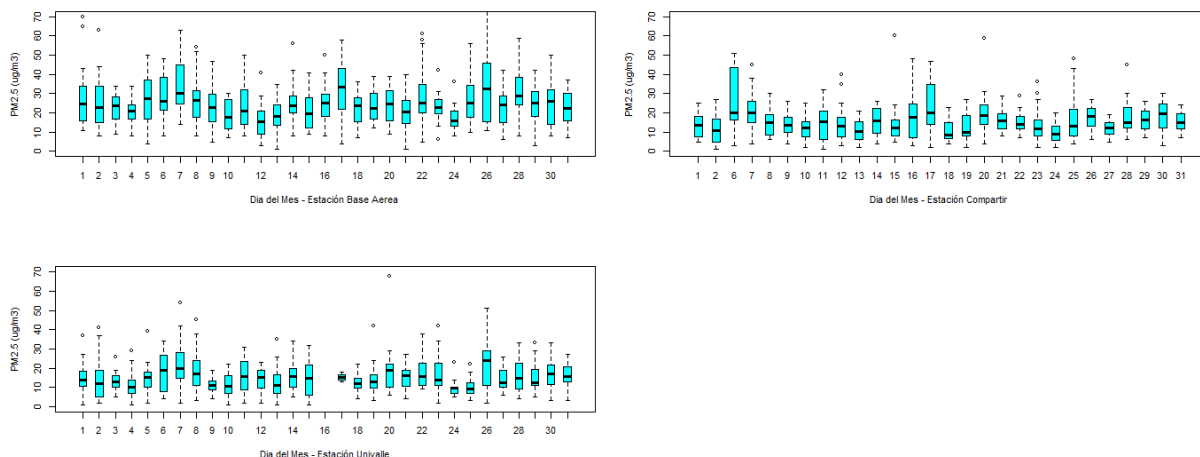 PM2.5 (ug/m3)
0 10 20 30 40 50 60 70
1 2 3 4 5 6 7 8 9 10 12 14 16 18 20 22 24 26 28 30
Dia del Mes - Estación Base Aerea
PM2.5 (ug/m3)
0 10 20 30 40 50 60 70
1 2 6 7 8 9 10 11 12 13 14 15 16 17 18 19 20 21 22 23 24 25 26 27 28 29 30 31
Dia del Mes - Estación Compartir
PM2.5 (ug/m3)
0 10 20 30 40 50 60 70
1 2 3 4 5 6 7 8 9 10 12 14 16 18 20 22 24 26 28 30
Dia del Mes - Estación Univalle